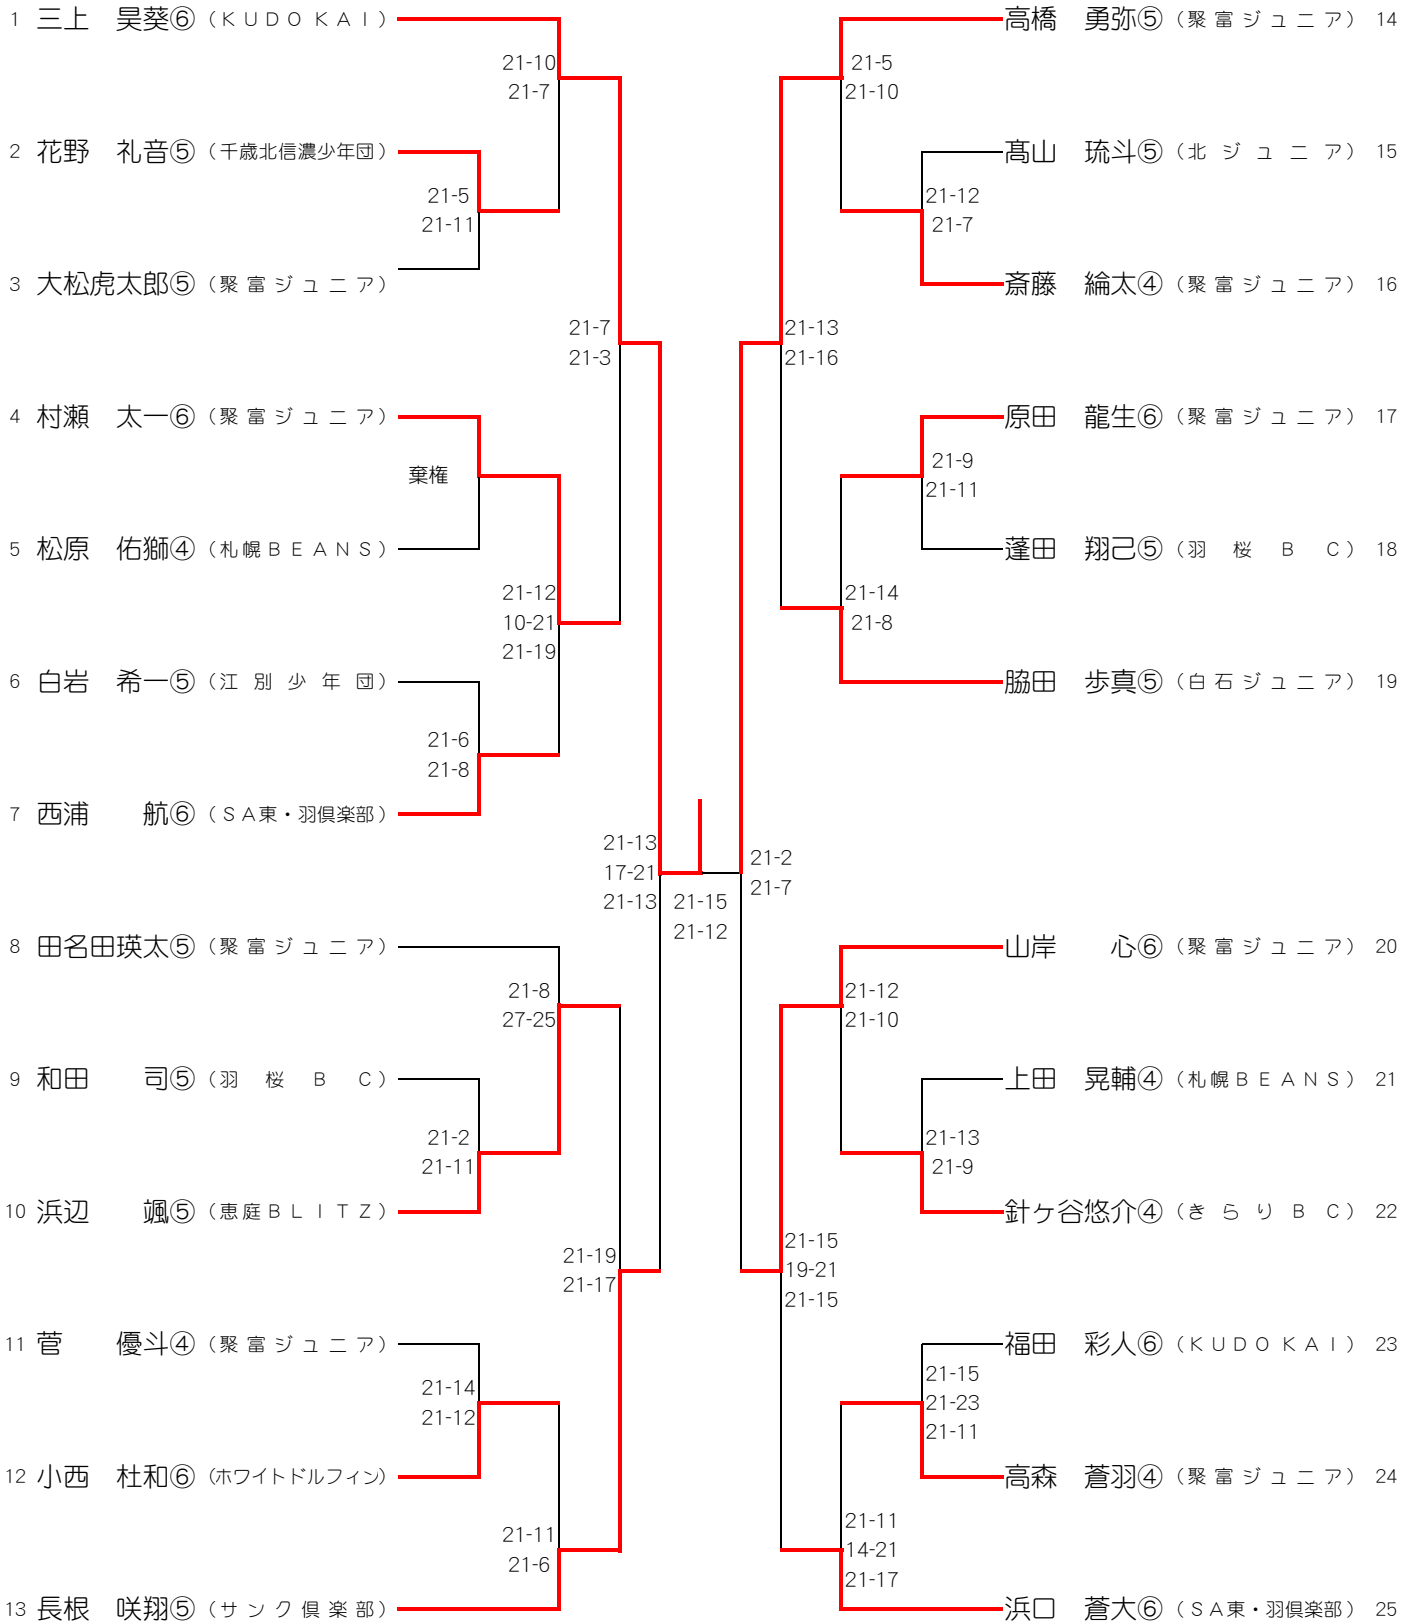 1 三上　昊葵⑥（ＫＵＤＯＫＡＩ）
21-10
21-7
2 花野　礼音⑤（千歳北信濃少年団）
21-5
21-11
3 大松虎太郎⑤（聚富ジュニア）
21-7
21-3
4 村瀬　太一⑥（聚富ジュニア）
棄権
5 松原　佑獅④（札幌ＢＥＡＮＳ）
21-12
10-21
21-19
6 白岩　希一⑤（江別少年団）
21-6
21-8
7 西浦　　航⑥（ＳＡ東・羽倶楽部）
21-13
17-21
21-13
8 田名田瑛太⑤（聚富ジュニア）
21-8
27-25
9 和田　　司⑤（羽桜ＢＣ）
21-2
21-11
10 浜辺　　颯⑤（恵庭ＢＬＩＴＺ）
21-19
21-17
11 菅　　優斗④（聚富ジュニア）
21-14
21-12
12 小西　杜和⑥（ホワイトドルフィン）
21-11
21-6
13 長根　咲翔⑤（サンク倶楽部）
21-15
21-12
高橋　勇弥⑤（聚富ジュニア） 14
21-5
21-10
髙山　琉斗⑤（北ジュニア） 15
21-12
21-7
斎藤　綸太④（聚富ジュニア） 16
21-13
21-16
原田　龍生⑥（聚富ジュニア） 17
21-9
21-11
蓬田　翔己⑤（羽桜ＢＣ） 18
21-14
21-8
脇田　歩真⑤（白石ジュニア） 19
21-2
21-7
山岸　　心⑥（聚富ジュニア） 20
21-12
21-10
上田　晃輔④（札幌ＢＥＡＮＳ） 21
21-13
21-9
針ヶ谷悠介④（きらりＢＣ） 22
21-15
19-21
21-15
福田　彩人⑥（ＫＵＤＯＫＡＩ） 23
21-15
21-23
21-11
高森　蒼羽④（聚富ジュニア） 24
21-11
14-21
21-17
浜口　蒼大⑥（ＳＡ東・羽倶楽部） 25